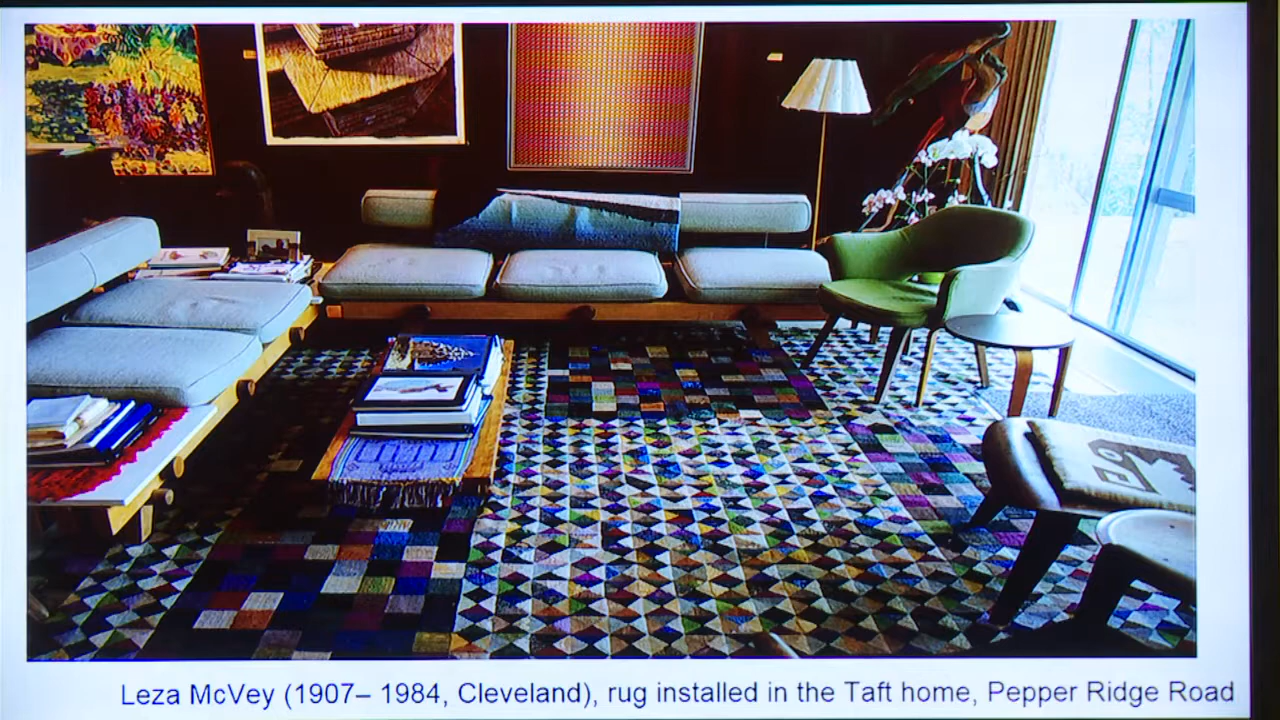 Leza McVey (1907– 1984, Cleveland), rug installed in the Taft home, Pepper Ridge Road